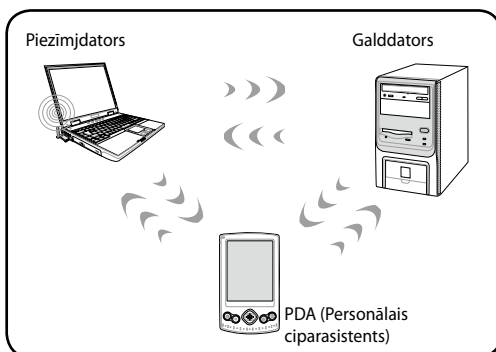 Piezīmjdators
Galddators
PDA (Personālais
ciparasistents)